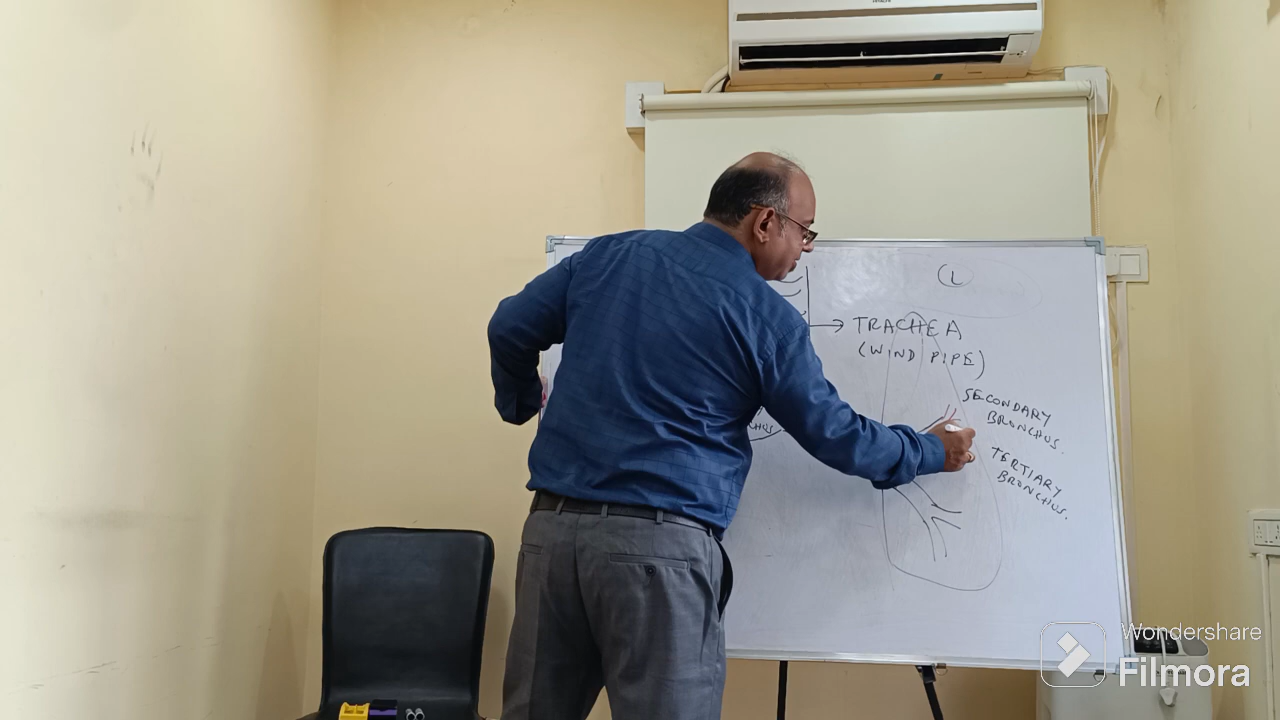 (L
TRACHEA
(WIND PIPE)
SECONDARY
BRONCHUS.
TERTIARY
BRONCHUS.
Wondershare
Filmora